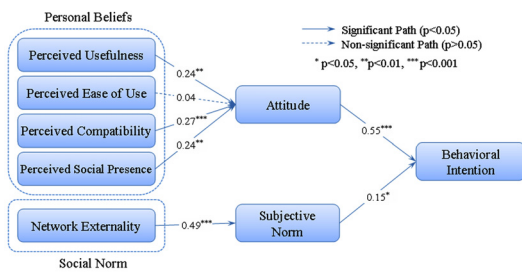 Personal Beliefs
Perceived Usefulness
Perceived Ease of Use
Perceived Compatibility
Perceived Social Presence
Network Externality
Social Norm
0.24**
0.04
0.27***
0.24**
0.49***
Attitude
Subjective
Norm
0.55***
0.15*
Behavioral
Intention
Significant Path (p<0.05)
Non-significant Path (p>0.05)
* p<0.05, **p<0.01, ***p<0.001